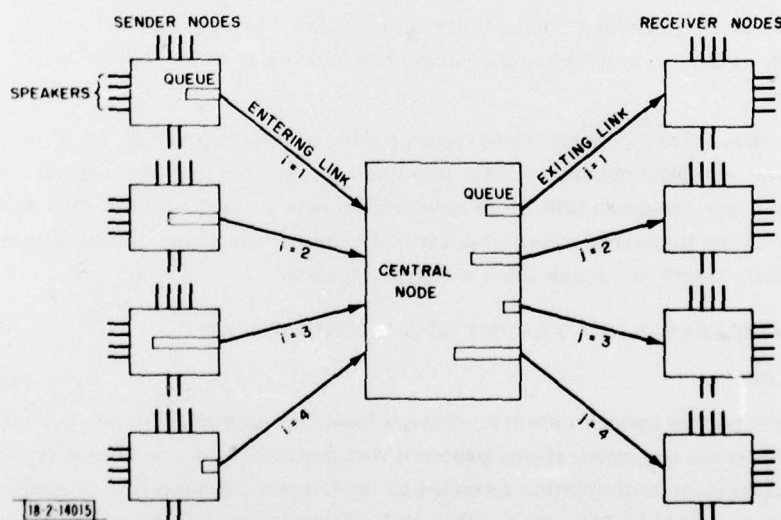 SENDER NODES
RECEIVER NODES
SPEAKERS
QUEUE
ENTERING LINK
i=1
EXITING LINK
i=1
QUEUE
i=2
i=2
CENTRAL
NODE
i=3
i=3
i=4
i=4
18-2-14015